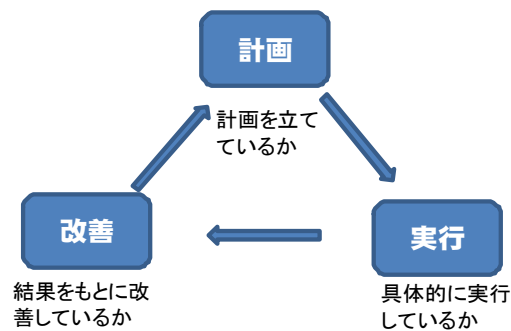 計画
計画を立て
ているか
改善
実行
結果をもとに改
善しているか
具体的に実行
しているか